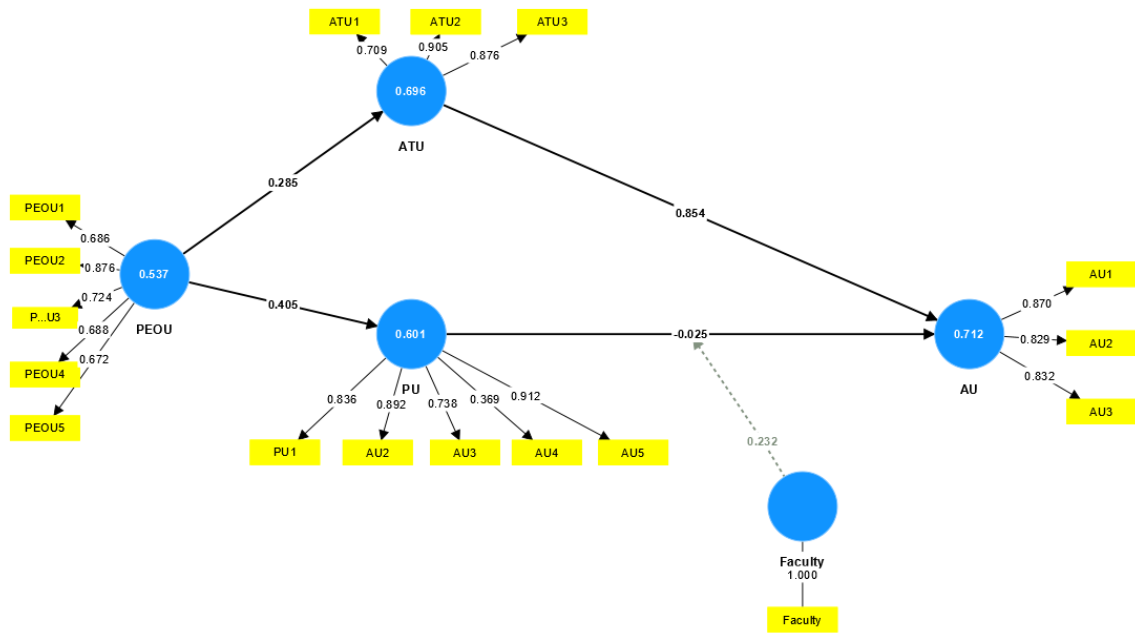 ATU1
ATU2
ATU3
0.709
0.905
0.876
0.696
ATU
0.285
0.854
PEOU1
PEOU2
P...U3
PEOU4
PEOU5
0.686
0.876
0.724
0.688
0.672
0.537
PEOU
0.405
0.601
PU
-0.025
0.836
0.892
0.738
0.369
0.912
PU1
AU2
AU3
AU4
AU5
0.712
AU
0.870
0.829
0.832
AU1
AU2
AU3
0.232
Faculty
1.000
Faculty